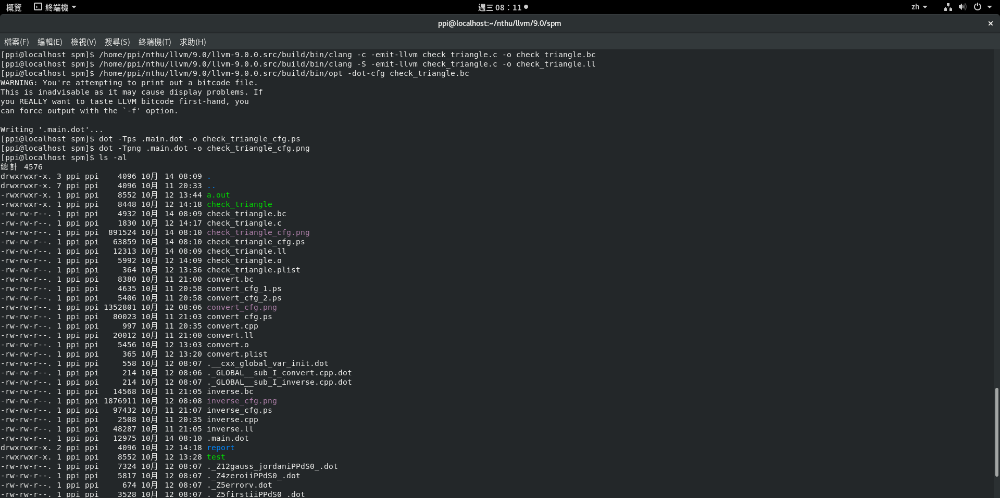 概覽 終端機 週三 08：11 zh
ppi@localhost:~/nthu/llvm/9.0/spm ×
檔案(F) 編輯(E) 檢視(V) 搜尋(S) 終端機(T) 求助(H)
[ppi@localhost spm]$ /home/ppi/nthu/llvm/9.0/llvm-9.0.0.src/build/bin/clang -c -emit-llvm check_triangle.c -o check_triangle.bc
[ppi@localhost spm]$ /home/ppi/nthu/llvm/9.0/llvm-9.0.0.src/build/bin/clang -S -emit-llvm check_triangle.c -o check_triangle.ll
[ppi@localhost spm]$ /home/ppi/nthu/llvm/9.0/llvm-9.0.0.src/build/bin/opt -dot-cfg check_triangle.bc
WARNING: You're attempting to print out a bitcode file.
This is inadvisable as it may cause display problems. If
you REALLY want to taste LLVM bitcode first-hand, you
can force output with the `-f' option.

Writing '.main.dot'...
[ppi@localhost spm]$ dot -Tps .main.dot -o check_triangle_cfg.ps
[ppi@localhost spm]$ dot -Tpng .main.dot -o check_triangle_cfg.png
[ppi@localhost spm]$ ls -al
總計 4576
drwxrwxr-x. 3 ppi ppi    4096 10月 14 08:09 .
drwxrwxr-x. 7 ppi ppi    4096 10月 11 20:33 ..
-rwxrwxr-x. 1 ppi ppi    8552 10月 12 13:44 a.out
-rwxrwxr-x. 1 ppi ppi    8448 10月 12 14:18 check_triangle
-rw-rw-r--. 1 ppi ppi    4932 10月 14 08:09 check_triangle.bc
-rw-rw-r--. 1 ppi ppi    1830 10月 12 14:17 check_triangle.c
-rw-rw-r--. 1 ppi ppi  891524 10月 14 08:10 check_triangle_cfg.png
-rw-rw-r--. 1 ppi ppi   63859 10月 14 08:10 check_triangle_cfg.ps
-rw-rw-r--. 1 ppi ppi   12313 10月 14 08:09 check_triangle.ll
-rw-rw-r--. 1 ppi ppi    5992 10月 12 14:09 check_triangle.o
-rw-rw-r--. 1 ppi ppi     364 10月 12 13:36 check_triangle.plist
-rw-rw-r--. 1 ppi ppi    8380 10月 11 21:00 convert.bc
-rw-rw-r--. 1 ppi ppi    4635 10月 11 20:58 convert_cfg_1.ps
-rw-rw-r--. 1 ppi ppi    5406 10月 11 20:58 convert_cfg_2.ps
-rw-rw-r--. 1 ppi ppi 1352801 10月 12 08:06 convert_cfg.png
-rw-rw-r--. 1 ppi ppi   80023 10月 11 21:03 convert_cfg.ps
-rw-rw-r--. 1 ppi ppi     997 10月 11 20:35 convert.cpp
-rw-rw-r--. 1 ppi ppi   20012 10月 11 21:00 convert.ll
-rw-rw-r--. 1 ppi ppi    5456 10月 12 13:03 convert.o
-rw-rw-r--. 1 ppi ppi     365 10月 12 13:20 convert.plist
-rw-rw-r--. 1 ppi ppi     558 10月 12 08:07 .__cxx_global_var_init.dot
-rw-rw-r--. 1 ppi ppi     214 10月 12 08:06 ._GLOBAL__sub_I_convert.cpp.dot
-rw-rw-r--. 1 ppi ppi     214 10月 12 08:07 ._GLOBAL__sub_I_inverse.cpp.dot
-rw-rw-r--. 1 ppi ppi   14568 10月 11 21:05 inverse.bc
-rw-rw-r--. 1 ppi ppi 1876911 10月 12 08:08 inverse_cfg.png
-rw-rw-r--. 1 ppi ppi   97432 10月 11 21:07 inverse_cfg.ps
-rw-rw-r--. 1 ppi ppi    2508 10月 11 20:35 inverse.cpp
-rw-rw-r--. 1 ppi ppi   48287 10月 11 21:05 inverse.ll
-rw-rw-r--. 1 ppi ppi   12975 10月 14 08:10 .main.dot
drwxrwxr-x. 2 ppi ppi    4096 10月 12 14:18 report
-rwxrwxr-x. 1 ppi ppi    8552 10月 12 13:28 test
-rw-rw-r--. 1 ppi ppi    7324 10月 12 08:07 ._Z12gauss_jordaniPPdS0_.dot
-rw-rw-r--. 1 ppi ppi    5817 10月 12 08:07 ._Z4zeroiiPPdS0_.dot
-rw-rw-r--. 1 ppi ppi     674 10月 12 08:07 ._Z5errorv.dot
-rw-rw-r--. 1 ppi ppi    3528 10月 12 08:07 ._Z5firstiiPPdS0_.dot